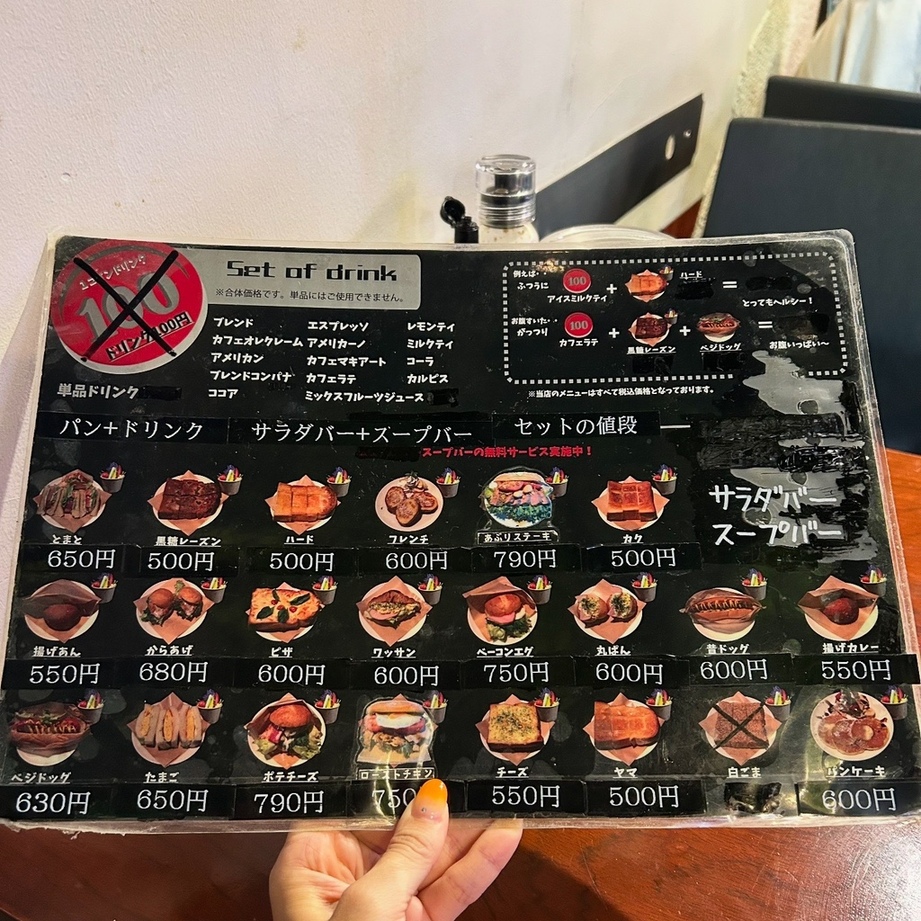 ユニオンドリンク
100
ドリンク100円
Set of drink
※合体価格です。単品にはご使用できません。
ブレンド
カフェオレクレーム
アメリカン
ブレンドコンパナ
ココア
エスプレッソ
アメリカーノ
カフェマキアート
カフェラテ
ミックスフルーツジュース
レモンティ
ミルクティ
コーラ
カルピス
単品ドリンク
例えば・・
ふつうに
100
アイスミルクティ
+
ハード
=
とってもヘルシー！
お腹すいた・・
がっつり
100
カフェラテ
+
黒糖レーズン
+
ベジドッグ
=
お腹いっぱい〜
※当店のメニューはすべて税込価格となっております。
パン+ドリンク
サラダバー+スープバー
セットの値段
スープバーの無料サービス実施中！
サラダバー
スープバー
とまと 黒糖レーズン ハード フレンチ あぶりステーキ カク
650円 500円 500円 600円 790円 500円
揚げあん からあげ ピザ ワッサン ベーコンエグ 丸ぱん 昔ドッグ 揚げカレー
550円 680円 600円 600円 750円 600円 600円 550円
ベジドッグ たまご ポテチーズ ローストチキン チーズ ヤマ 白ごま パンケーキ
630円 650円 790円 750 550円 500円 600円